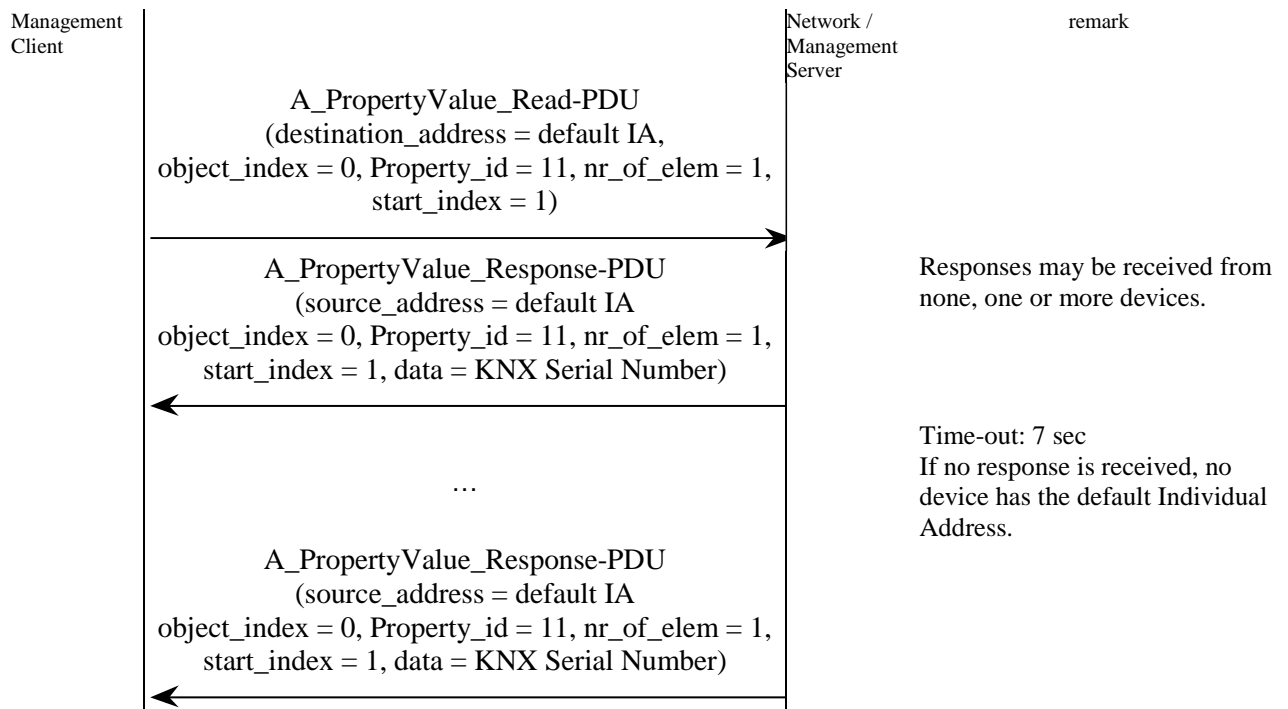 Management
Client
Network /
Management
Server
remark
A_PropertyValue_Read-PDU
(destination_address = default IA,
object_index = 0, Property_id = 11, nr_of_elem = 1,
start_index = 1)
A_PropertyValue_Response-PDU
(source_address = default IA
object_index = 0, Property_id = 11, nr_of_elem = 1,
start_index = 1, data = KNX Serial Number)
Responses may be received from
none, one or more devices.
Time-out: 7 sec
If no response is received, no
device has the default Individual
Address.
…
A_PropertyValue_Response-PDU
(source_address = default IA
object_index = 0, Property_id = 11, nr_of_elem = 1,
start_index = 1, data = KNX Serial Number)